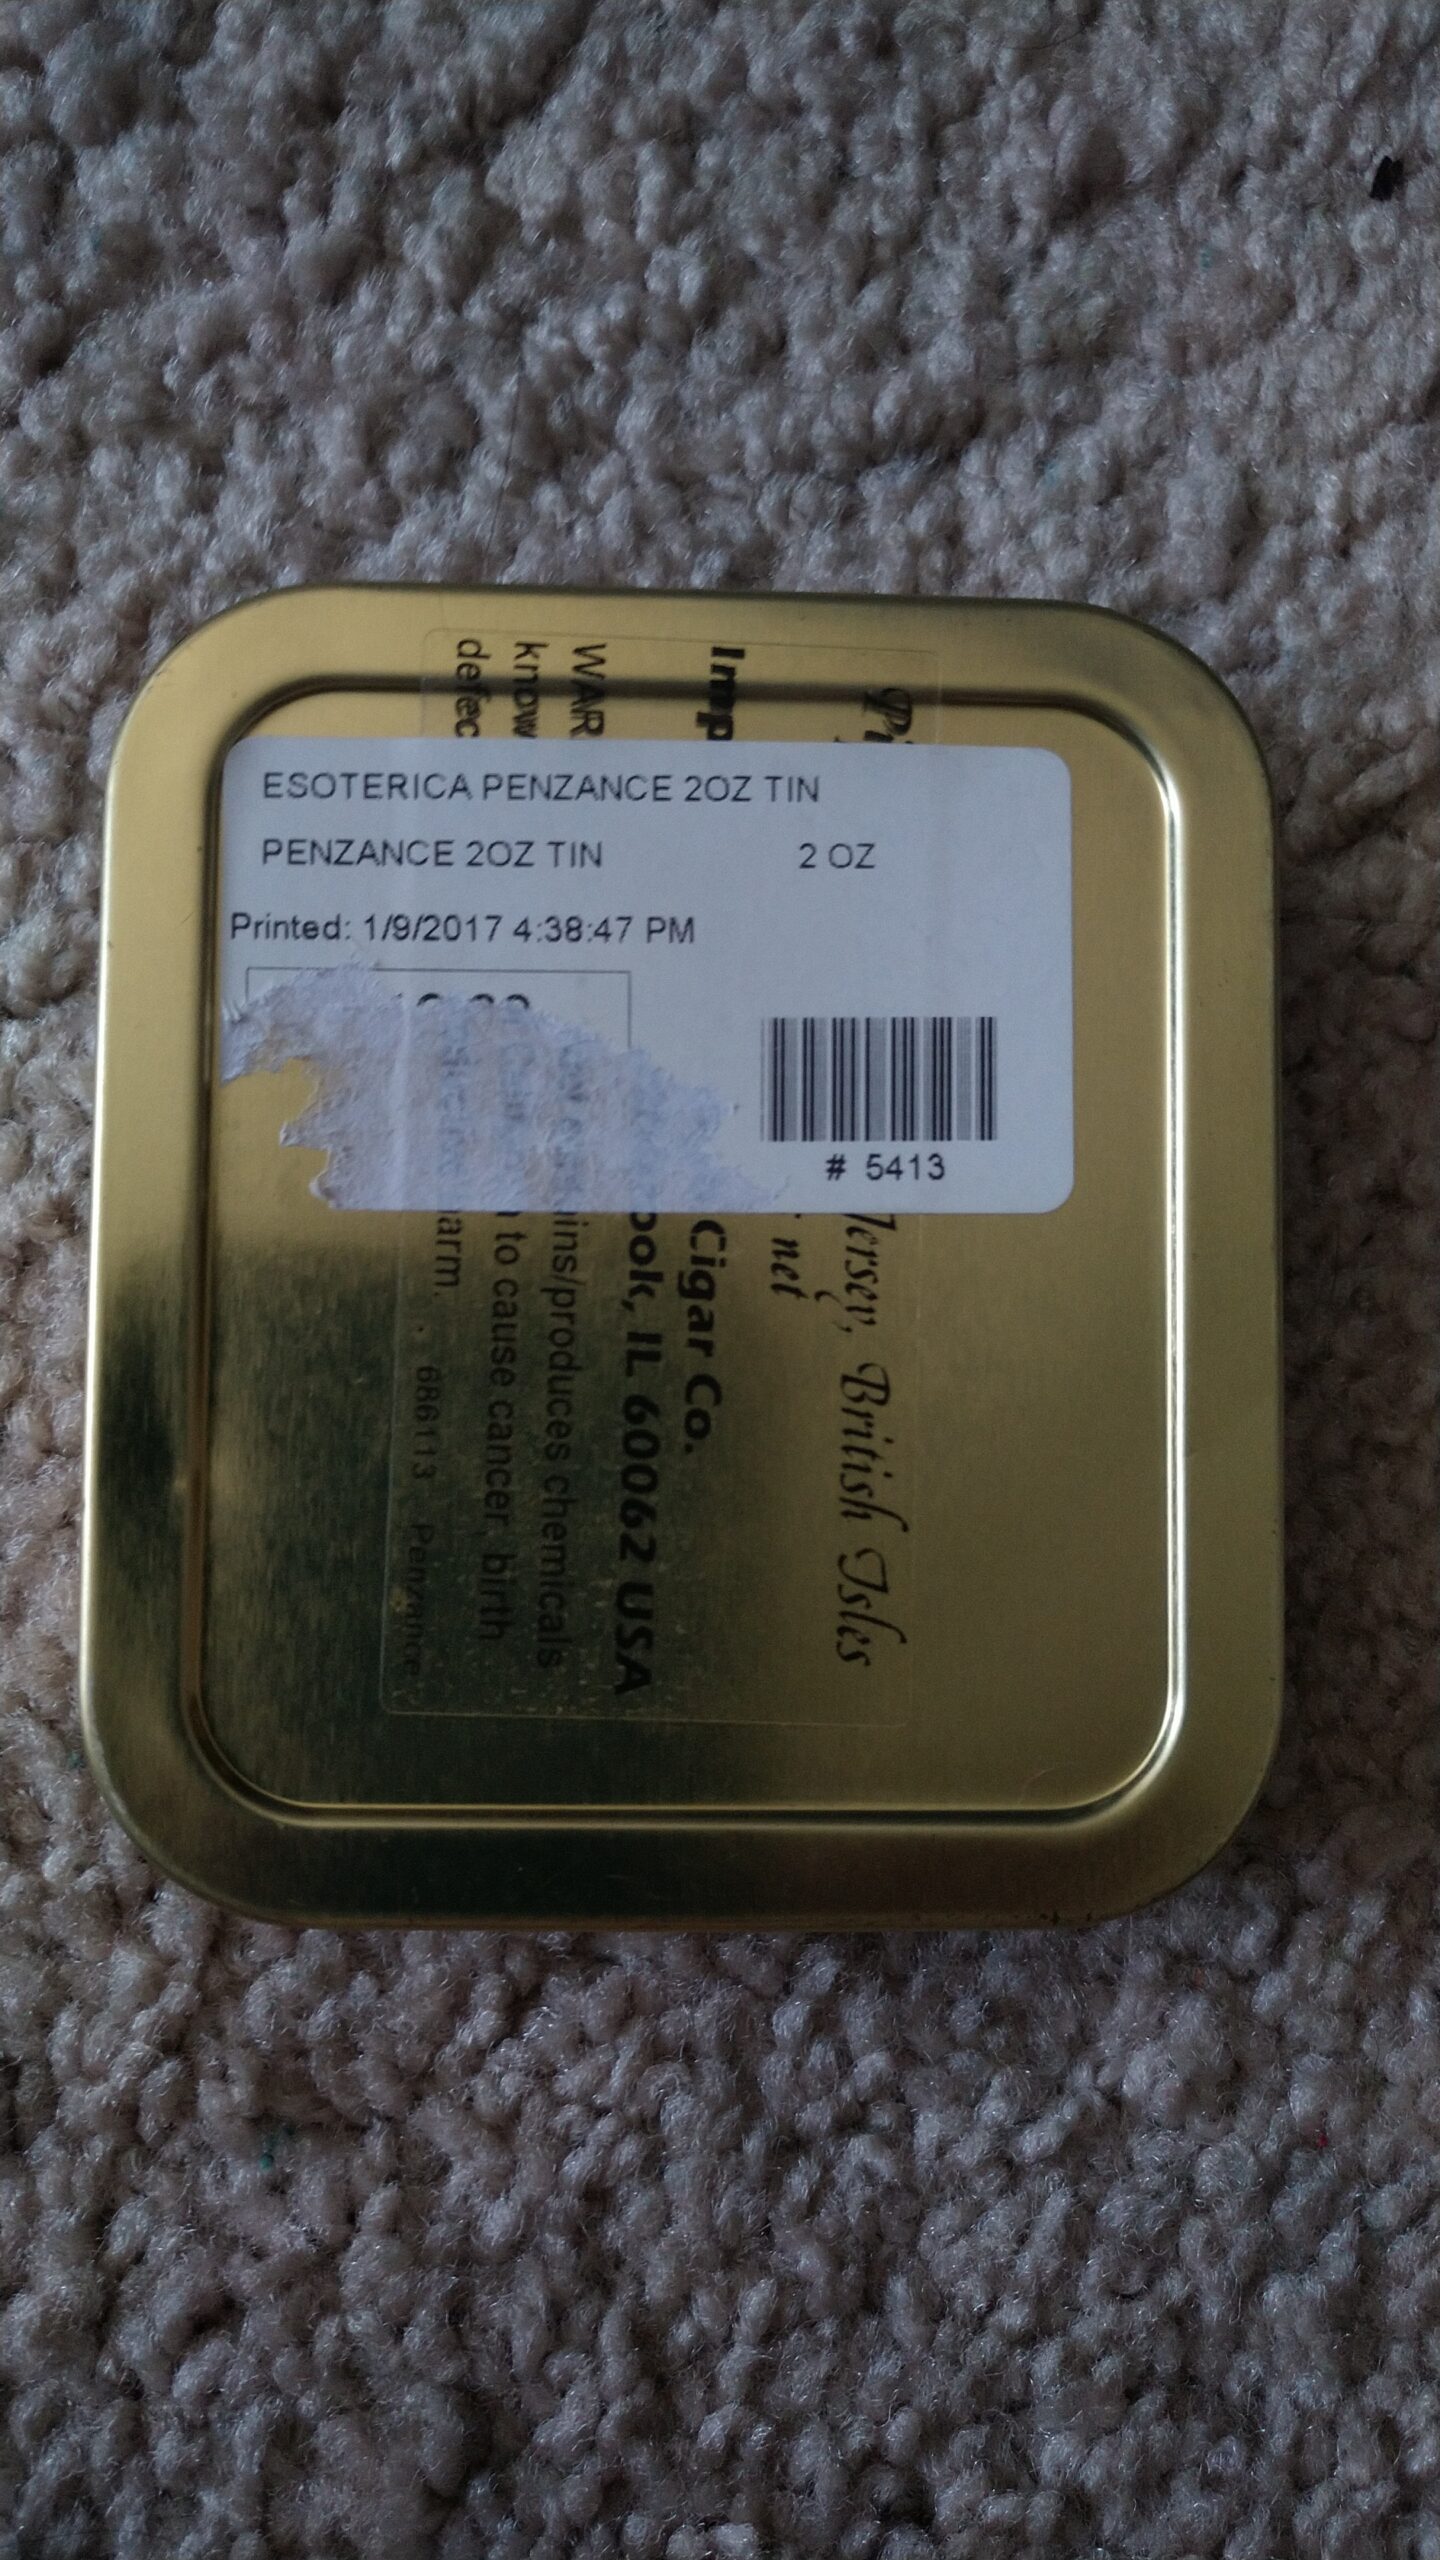 ESOTERICA PENZANCE 2OZ TIN
PENZANCE 2OZ TIN 2 OZ
Printed: 1/9/2017 4:38:47 PM
# 5413
Jersey, British Isles
net
Imp Cigar Co.
ook, IL 60062 USA
WAR ins/produces chemicals
know to cause cancer, birth
defec arm.
686113 Penzance